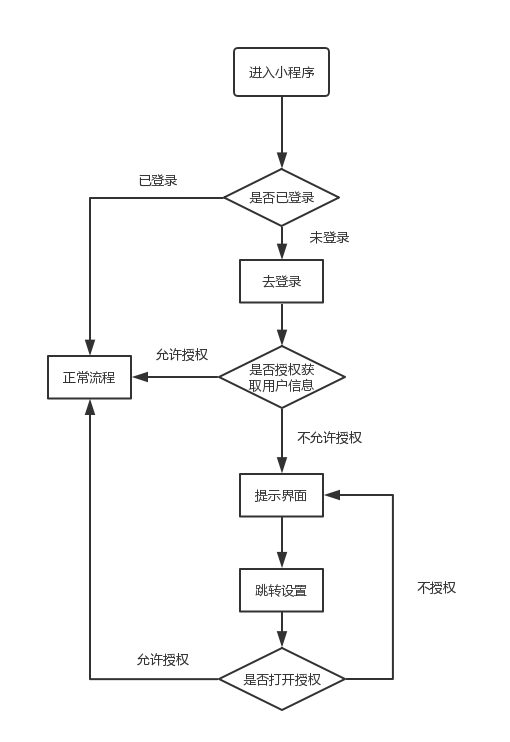 进入小程序
已登录
是否已登录
未登录
去登录
允许授权
是否授权获
取用户信息
正常流程
不允许授权
提示界面
跳转设置
不授权
允许授权
是否打开授权